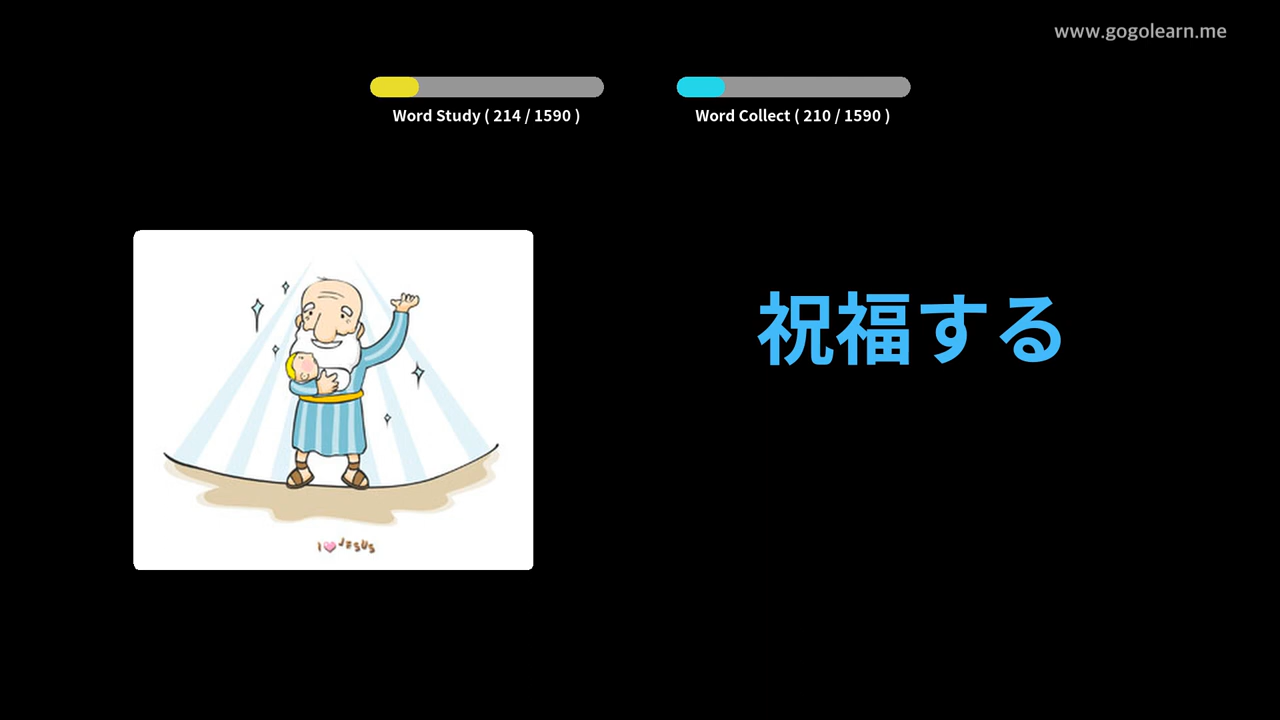 www.gogolearn.me
Word Study ( 214 / 1590 )
Word Collect ( 210 / 1590 )
祝福する
I JESUS